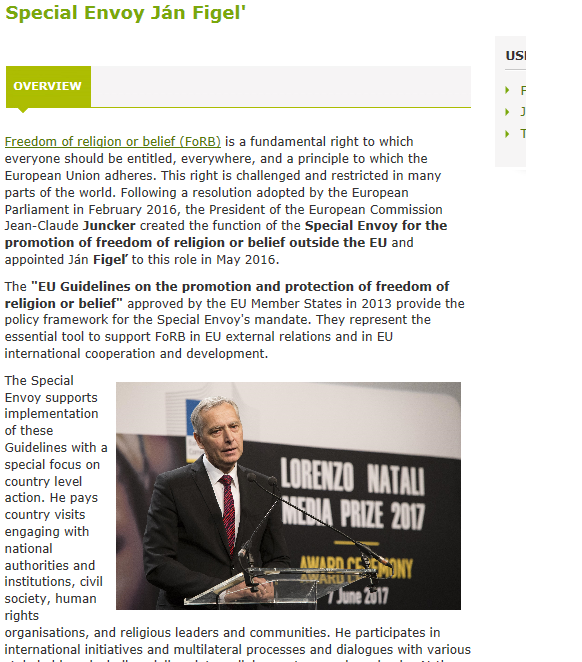 Special Envoy Ján Figel'
OVERVIEW
Freedom of religion or belief (FoRB) is a fundamental right to which
everyone should be entitled, everywhere, and a principle to which the
European Union adheres. This right is challenged and restricted in many
parts of the world. Following a resolution adopted by the European
Parliament in February 2016, the President of the European Commission
Jean-Claude Juncker created the function of the Special Envoy for the
promotion of freedom of religion or belief outside the EU and
appointed Ján Figeľ to this role in May 2016.
The "EU Guidelines on the promotion and protection of freedom of
religion or belief" approved by the EU Member States in 2013 provide the
policy framework for the Special Envoy's mandate. They represent the
essential tool to support FoRB in EU external relations and in EU
international cooperation and development.
The Special
Envoy supports
implementation
of these
Guidelines with a
special focus on
country level
action. He pays
country visits
engaging with
national
authorities and
institutions, civil
society, human
rights
organisations, and religious leaders and communities. He participates in
international initiatives and multilateral processes and dialogues with various
LORENZO NATALI
MEDIA PRIZE 2017
AWARD CEREMONY
7 June 2017